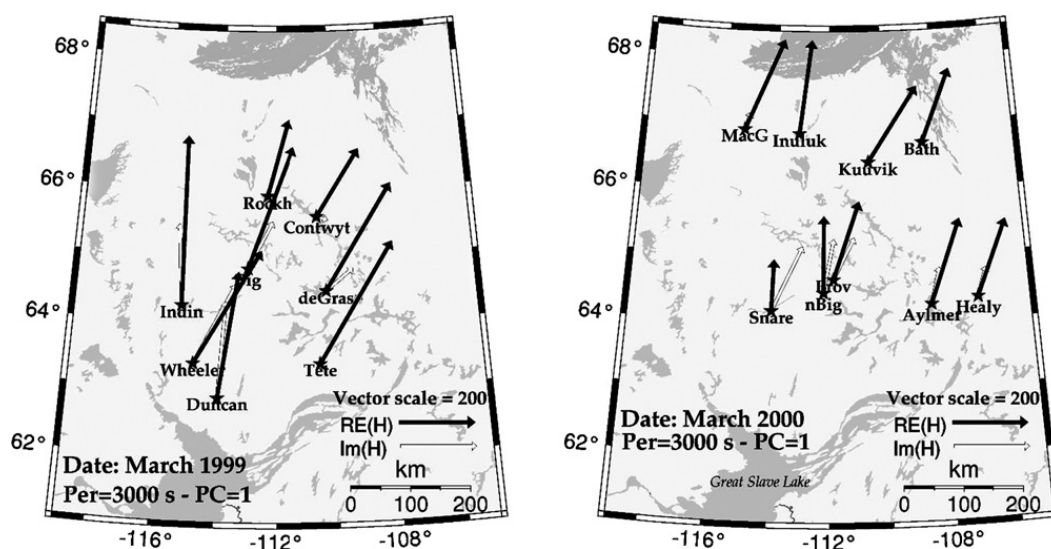 68°
66°
64°
62°
-116°
-112°
-108°
Rockh
Contwyt
Big
deGras
Indin
Wheele
Tete
Duncan
Vector scale = 200
RE(H)
Im(H)
km
0 100 200
Date: March 1999
Per=3000 s - PC=1
68°
66°
64°
62°
-116°
-112°
-108°
MacG
Inuluk
Kuuvik
Bath
Prov
nBig
Snare
Aylmer
Healy
Vector scale = 200
Date: March 2000
RE(H)
Per=3000 s - PC=1
Im(H)
km
Great Slave Lake
0 100 200